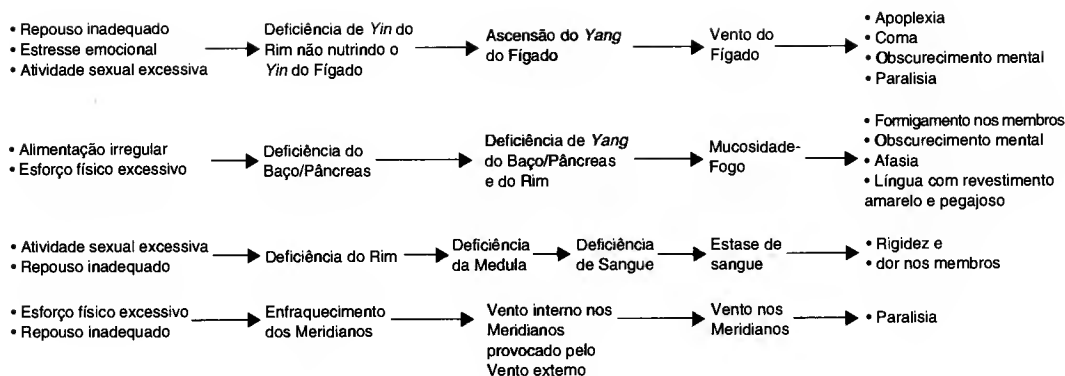 • Repouso inadequado
• Estresse emocional
• Atividade sexual excessiva
Deficiência de Yin do
Rim não nutrindo o
Yin do Fígado
Ascensão do Yang
do Fígado
Vento do
Fígado
• Apoplexia
• Coma
• Obscurecimento mental
• Paralisia
• Alimentação irregular
• Esforço físico excessivo
Deficiência do
Baço/Pâncreas
Deficiência de Yang
do Baço/Pâncreas
e do Rim
Mucosidade-
Fogo
• Formigamento nos membros
• Obscurecimento mental
• Afasia
• Língua com revestimento
amarelo e pegajoso
• Atividade sexual excessiva
• Repouso inadequado
Deficiência do Rim
Deficiência
da Medula
Deficiência
de Sangue
Estase de
sangue
• Rigidez e
• dor nos membros
• Esforço físico excessivo
• Repouso inadequado
Enfraquecimento
dos Meridianos
Vento interno nos
Meridianos
provocado pelo
Vento externo
Vento nos
Meridianos
• Paralisia